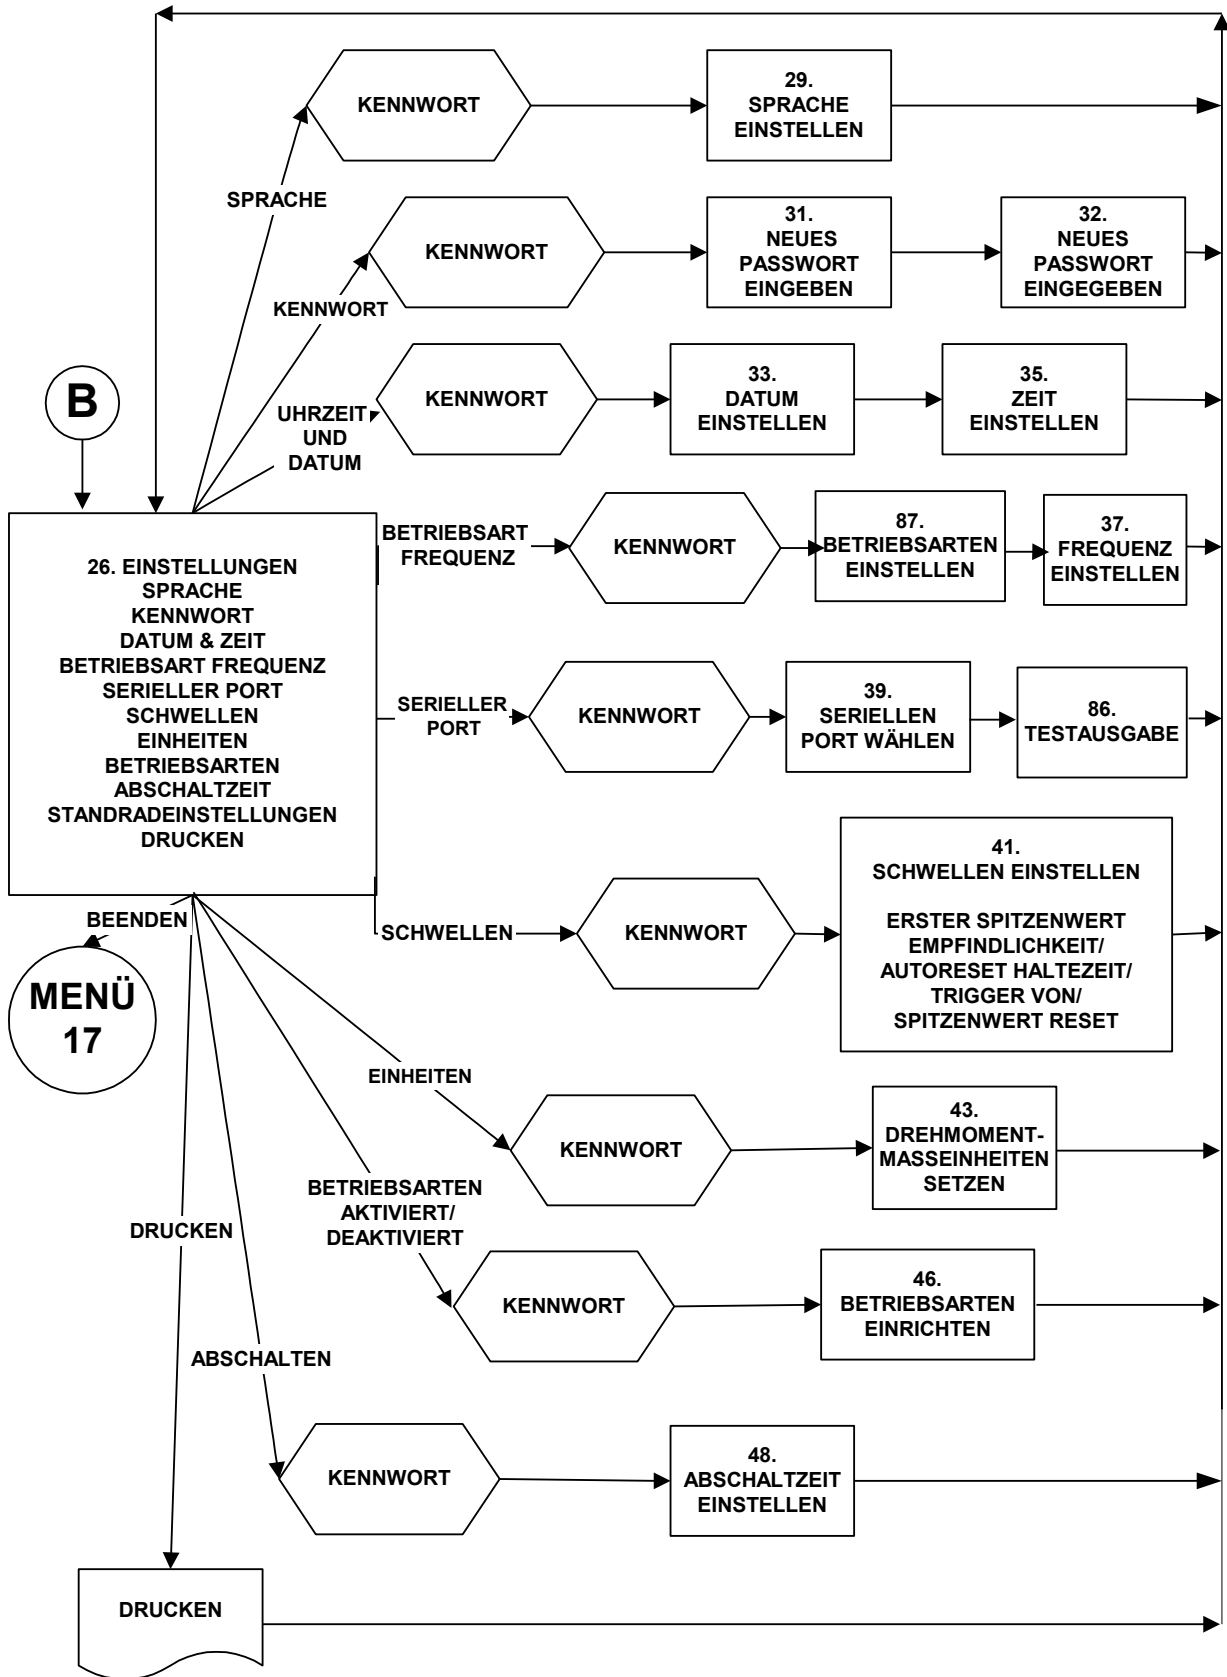 KENNWORT
29.
SPRACHE
EINSTELLEN
SPRACHE
KENNWORT
31.
NEUES
PASSWORT
EINGEBEN
32.
NEUES
PASSWORT
EINGEGEBEN
KENNWORT
B
UHRZEIT
UND
DATUM
KENNWORT
33.
DATUM
EINSTELLEN
35.
ZEIT
EINSTELLEN
26. EINSTELLUNGEN
SPRACHE
KENNWORT
DATUM & ZEIT
BETRIEBSART FREQUENZ
SERIELLER PORT
SCHWELLEN
EINHEITEN
BETRIEBSARTEN
ABSCHALTZEIT
STANDRADEINSTELLUNGEN
DRUCKEN
BETRIEBSART
FREQUENZ
KENNWORT
87.
BETRIEBSARTEN
EINSTELLEN
37.
FREQUENZ
EINSTELLEN
SERIELLER
PORT
KENNWORT
39.
SERIELLEN
PORT WÄHLEN
86.
TESTAUSGABE
SCHWELLEN
KENNWORT
41.
SCHWELLEN EINSTELLEN
ERSTER SPITZENWERT
EMPFINDLICHKEIT/
AUTORESET HALTEZEIT/
TRIGGER VON/
SPITZENWERT RESET
BEENDEN
MENÜ
17
EINHEITEN
KENNWORT
43.
DREHMOMENT-
MASSEINHEITEN
SETZEN
BETRIEBSARTEN
AKTIVIERT/
DEAKTIVIERT
KENNWORT
46.
BETRIEBSARTEN
EINRICHTEN
DRUCKEN
ABSCHALTEN
KENNWORT
48.
ABSCHALTZEIT
EINSTELLEN
DRUCKEN